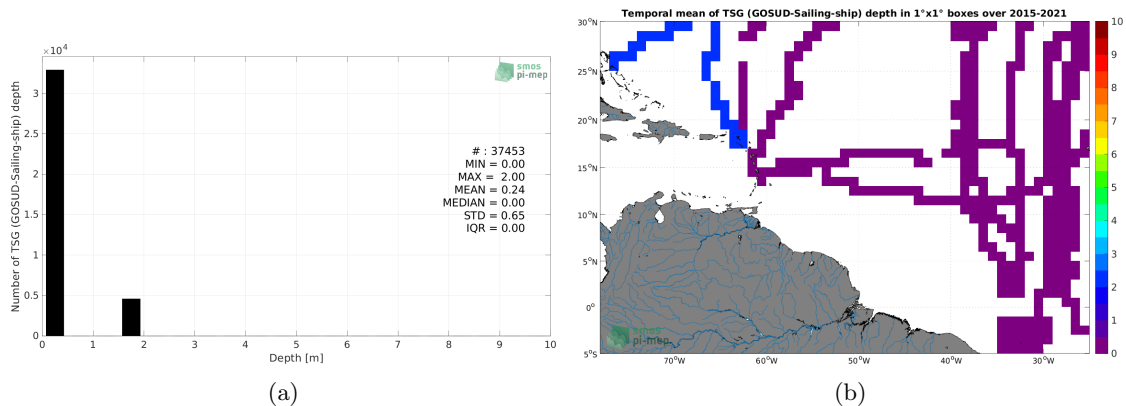 ×10⁴
Number of TSG (GOSUD-Sailing-ship) depth
3.5
3
2.5
2
1.5
1
0.5
0
0 1 2 3 4 5 6 7 8 9 10
Depth [m]
smos
pi-mep
# : 37453
MIN = 0.00
MAX = 2.00
MEAN = 0.24
MEDIAN = 0.00
STD = 0.65
IQR = 0.00
(a)
Temporal mean of TSG (GOSUD-Sailing-ship) depth in 1°x1° boxes over 2015-2021
30°N
25°N
20°N
15°N
10°N
5°N
0°
5°S
70°W 60°W 50°W 40°W 30°W
smos
pi-mep
10
9
8
7
6
5
4
3
2
1
0
(b)